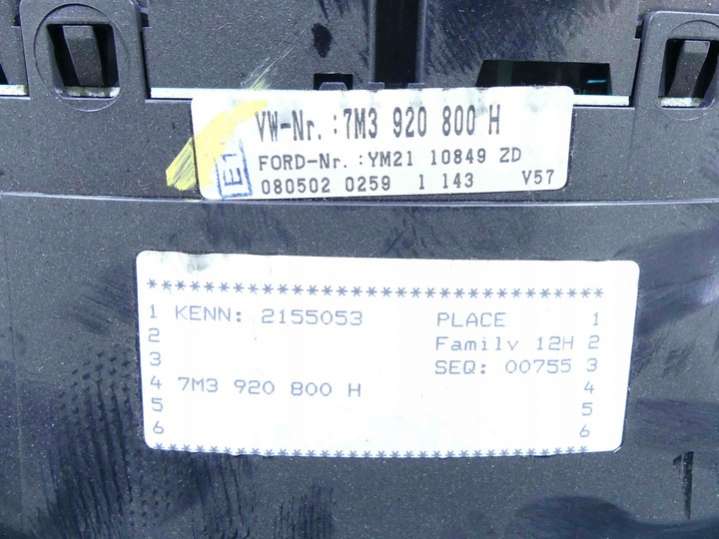 VW-Nr.:7M3 920 800 H
E1 FORD-Nr.:YM21 10849 ZD
080502 0259 1 143 V57
***************************************
1 KENN: 2155053 PLACE 1
2 Family 12H 2
3 SEQ: 00755 3
4 7M3 920 800 H 4
5 5
6 6
***************************************
1